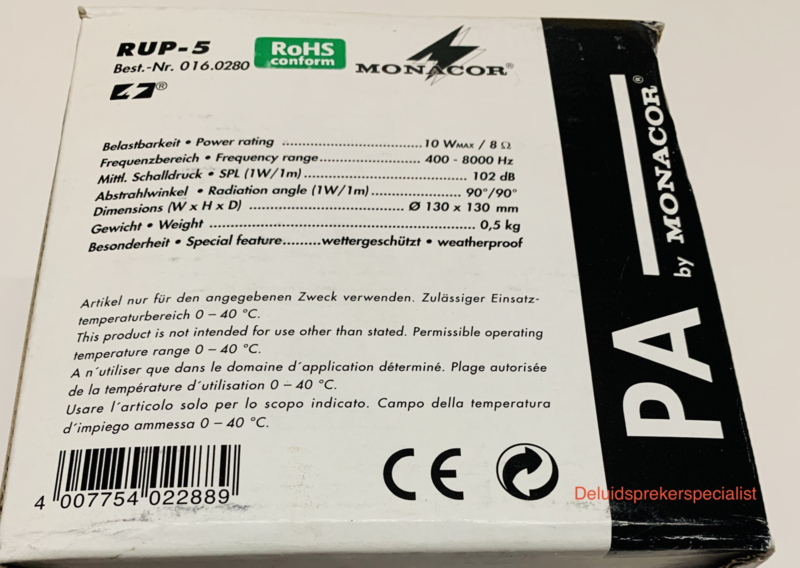 RUP-5
Best.-Nr. 016.0280
RoHS
conform
MONACOR®
®
Belastbarkeit • Power rating .......................................10 WMAX / 8 Ω
Frequenzbereich • Frequency range........................... 400 - 8000 Hz
Mittl. Schalldruck • SPL (1W/1m)............................................. 102 dB
Abstrahlwinkel • Radiation angle (1W/1m)........................ 90°/90°
Dimensions (W x H x D) ........................................... Ø 130 x 130 mm
Gewicht • Weight ................................................................ 0,5 kg
Besonderheit • Special feature.........wettergeschützt • weatherproof
Artikel nur für den angegebenen Zweck verwenden. Zulässiger Einsatz-
temperaturbereich 0 – 40 °C.
This product is not intended for use other than stated. Permissible operating
temperature range 0 – 40 °C.
A n´utiliser que dans le domaine d´application déterminé. Plage autorisée
de la température d´utilisation 0 – 40 °C.
Usare l´articolo solo per lo scopo indicato. Campo della temperatura
d´impiego ammessa 0 – 40 °C.
4 007754 022889
CE
PA
by MONACOR®
Deluidsprekerspecialist